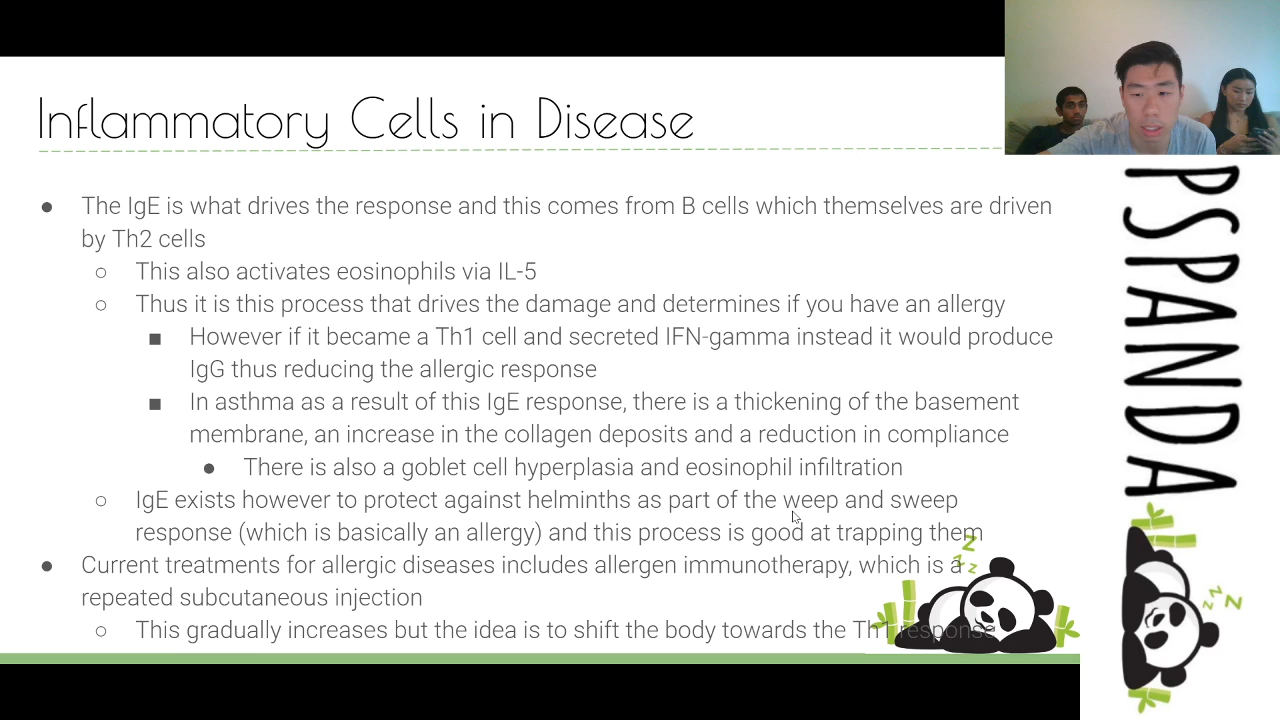 Inflammatory Cells in Disease
● The IgE is what drives the response and this comes from B cells which themselves are driven
by Th2 cells
○ This also activates eosinophils via IL-5
○ Thus it is this process that drives the damage and determines if you have an allergy
■ However if it became a Th1 cell and secreted IFN-gamma instead it would produce
IgG thus reducing the allergic response
■ In asthma as a result of this IgE response, there is a thickening of the basement
membrane, an increase in the collagen deposits and a reduction in compliance
● There is also a goblet cell hyperplasia and eosinophil infiltration
○ IgE exists however to protect against helminths as part of the weep and sweep
response (which is basically an allergy) and this process is good at trapping them
● Current treatments for allergic diseases includes allergen immunotherapy, which is a
repeated subcutaneous injection
○ This gradually increases but the idea is to shift the body towards the Th1 response
z z z
PSPANDA
z z z